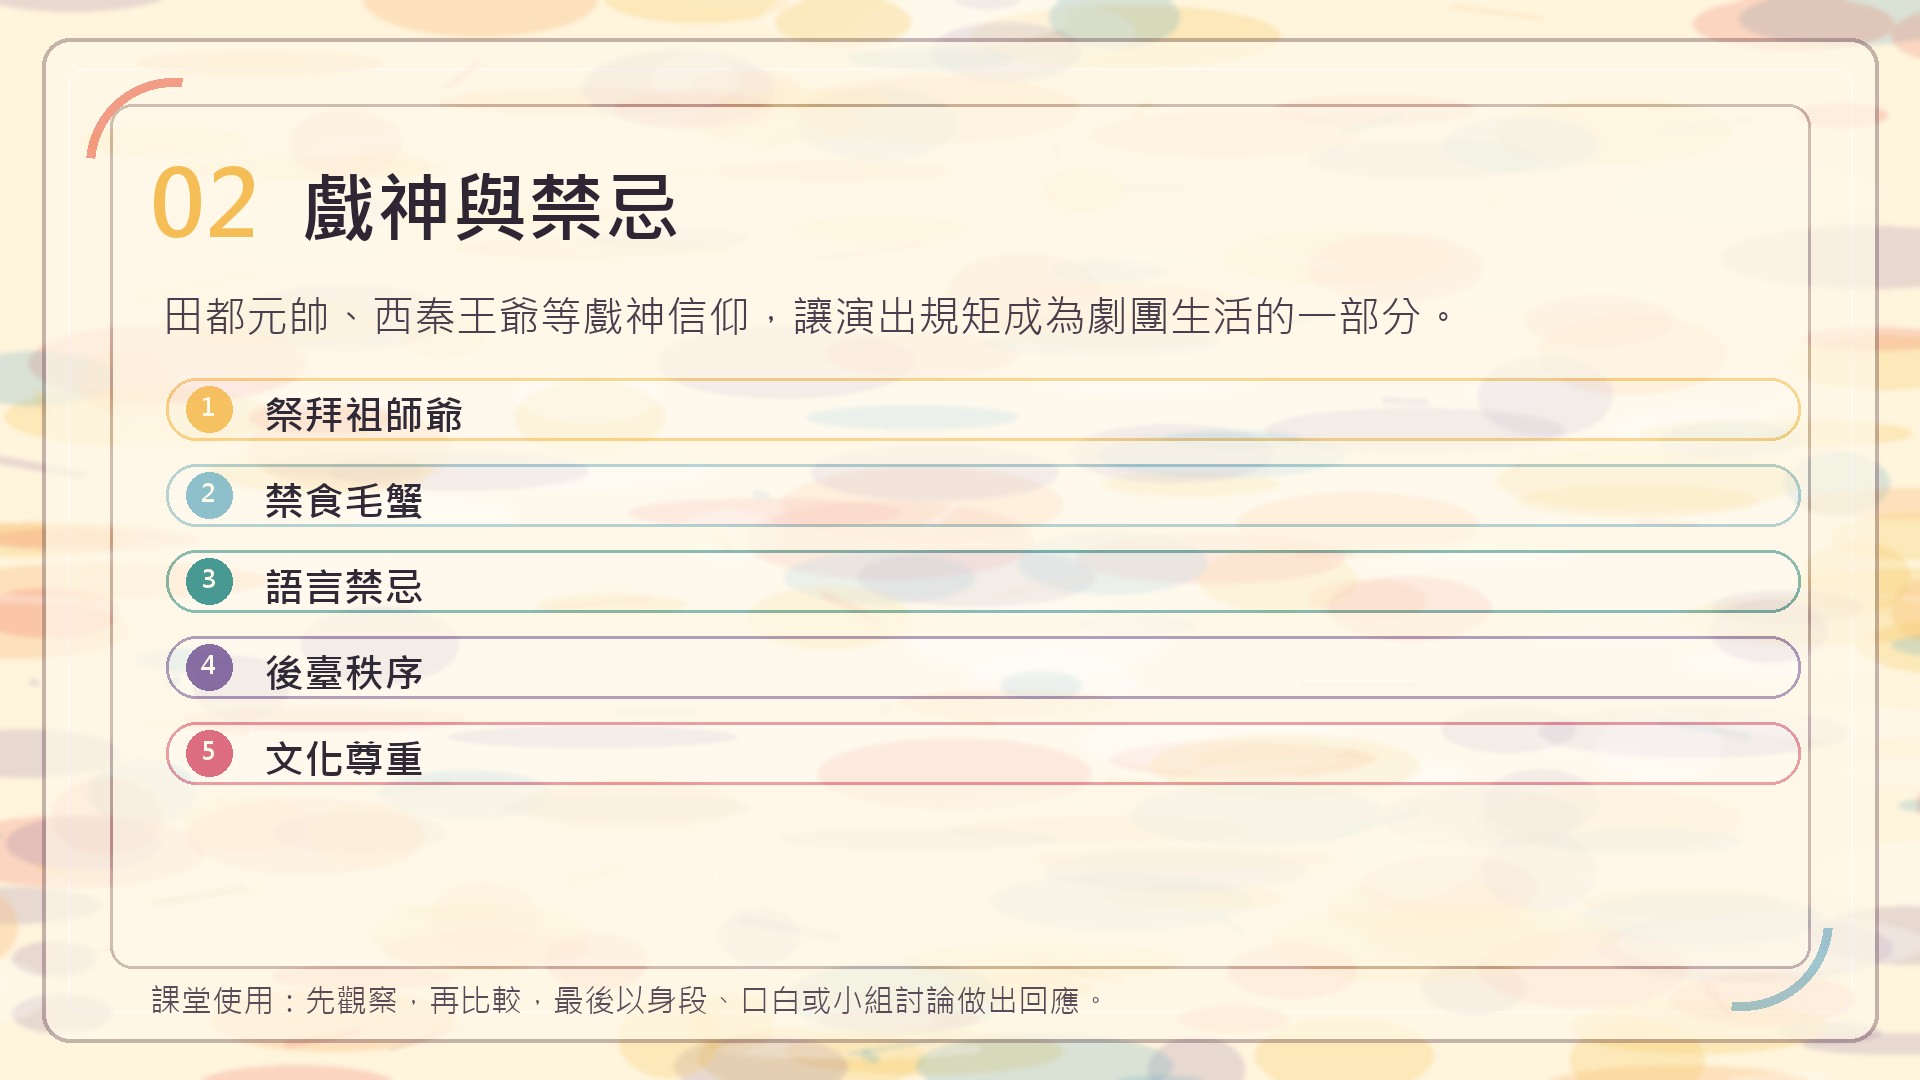 02 戲神與禁忌
田都元帥、西秦王爺等戲神信仰，讓演出規矩成為劇團生活的一部分。
1 祭拜祖師爺
2 禁食毛蟹
3 語言禁忌
4 後臺秩序
5 文化尊重
課堂使用：先觀察，再比較，最後以身段、口白或小組討論做出回應。